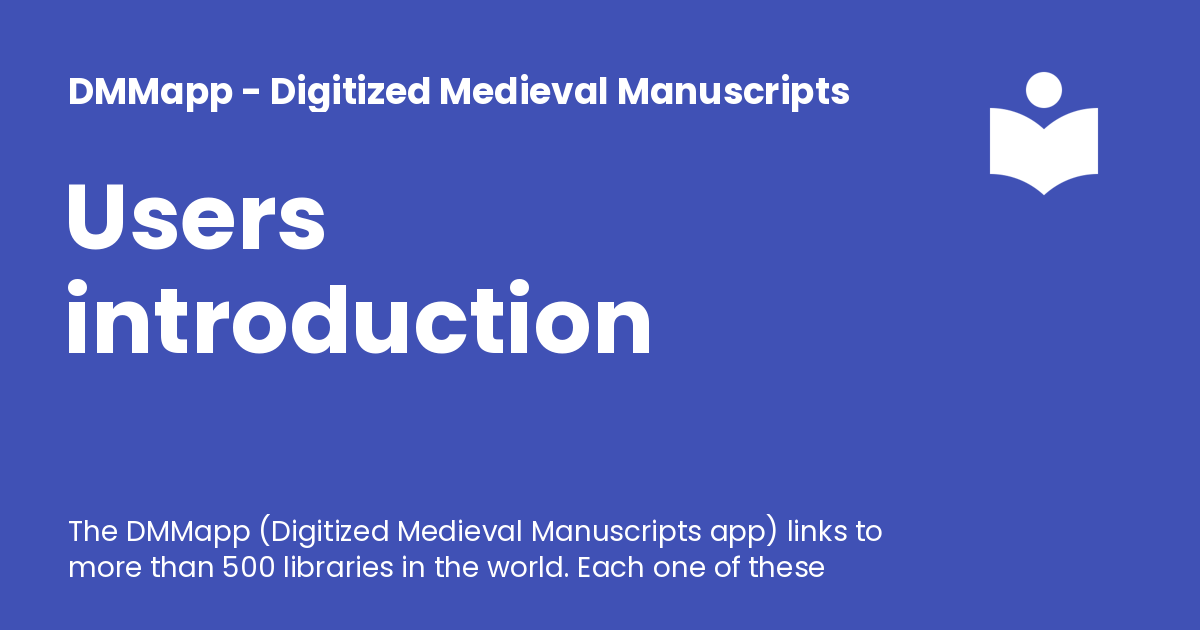 DMMapp - Digitized Medieval Manuscripts
Users
introduction
The DMMapp (Digitized Medieval Manuscripts app) links to
more than 500 libraries in the world. Each one of these